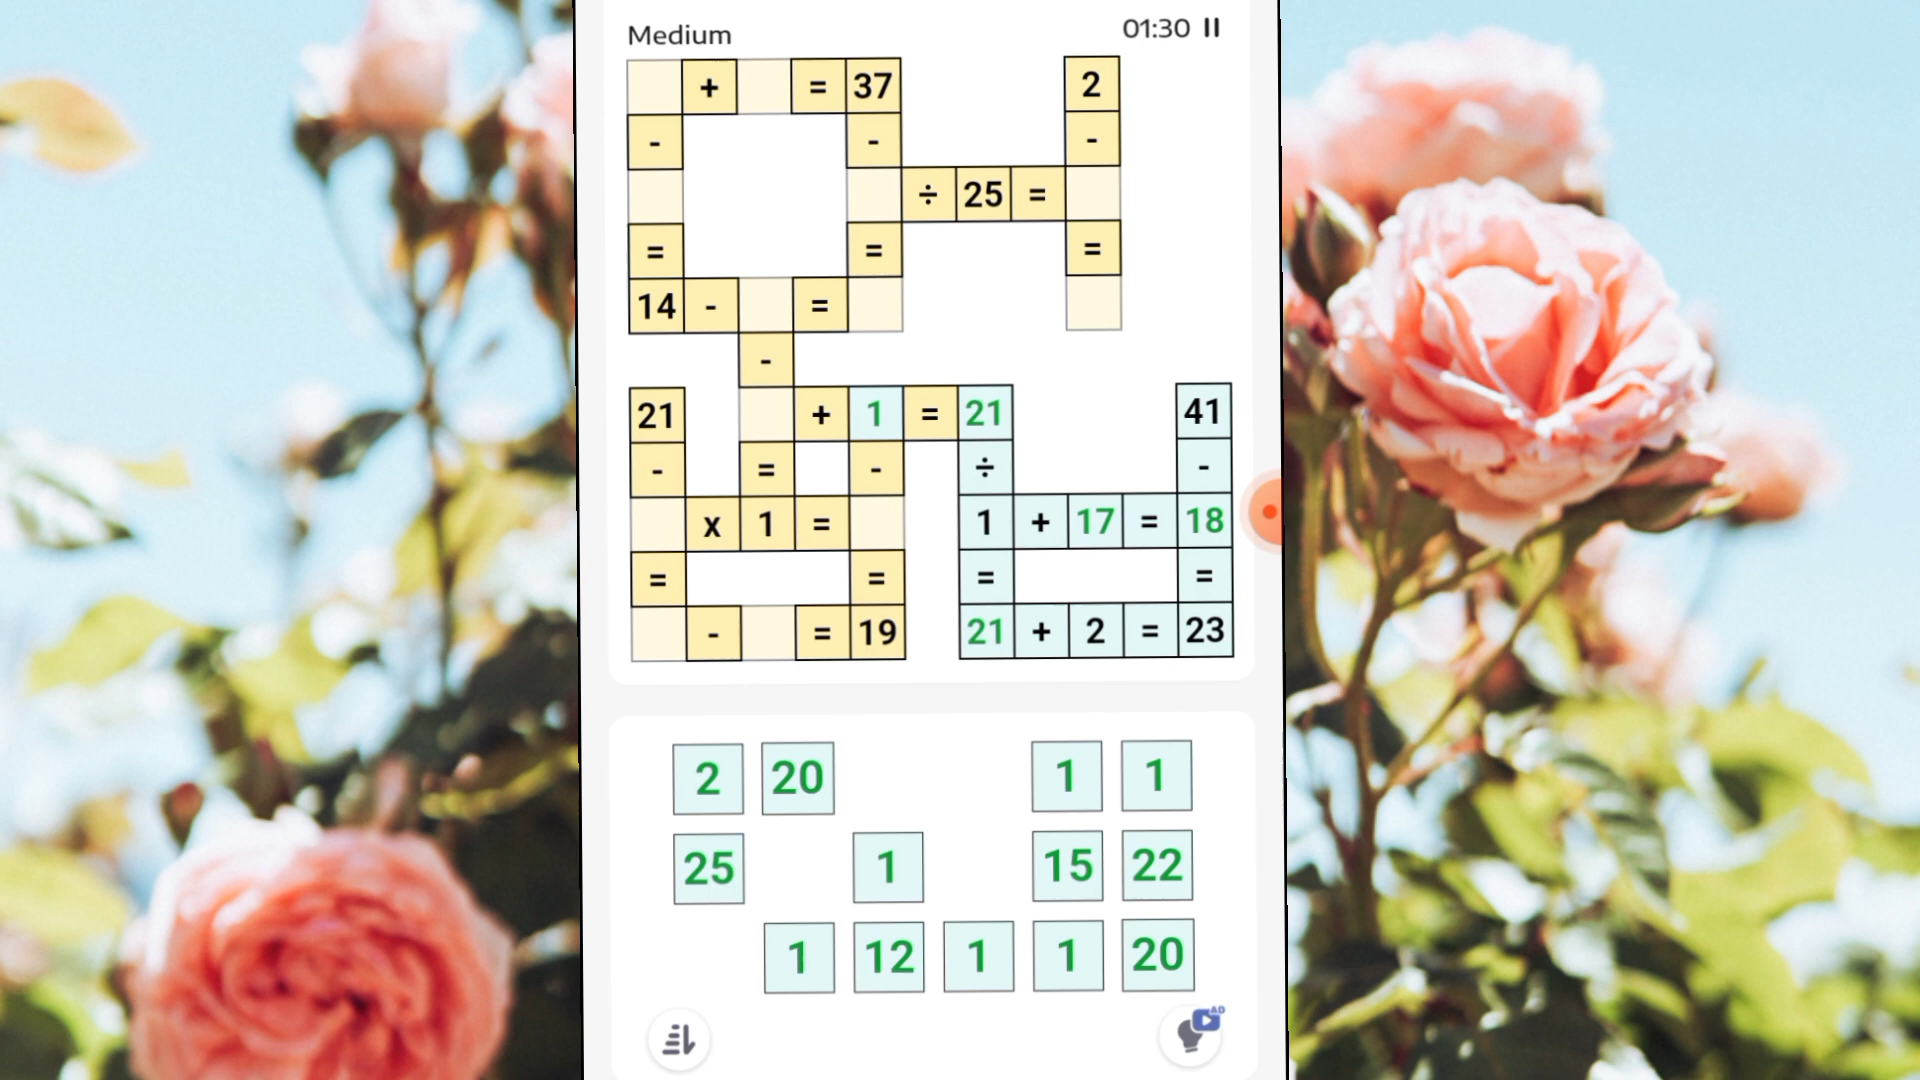 Medium 01:30
+ = 37 2
- - -
÷ 25 =
= = =
14 - =
-
21 + 1 = 21 41
- = - ÷ -
x 1 = 1 + 17 = 18
= = = =
- = 19 21 + 2 = 23
2 20 1 1
25 1 15 22
1 12 1 1 20
AD